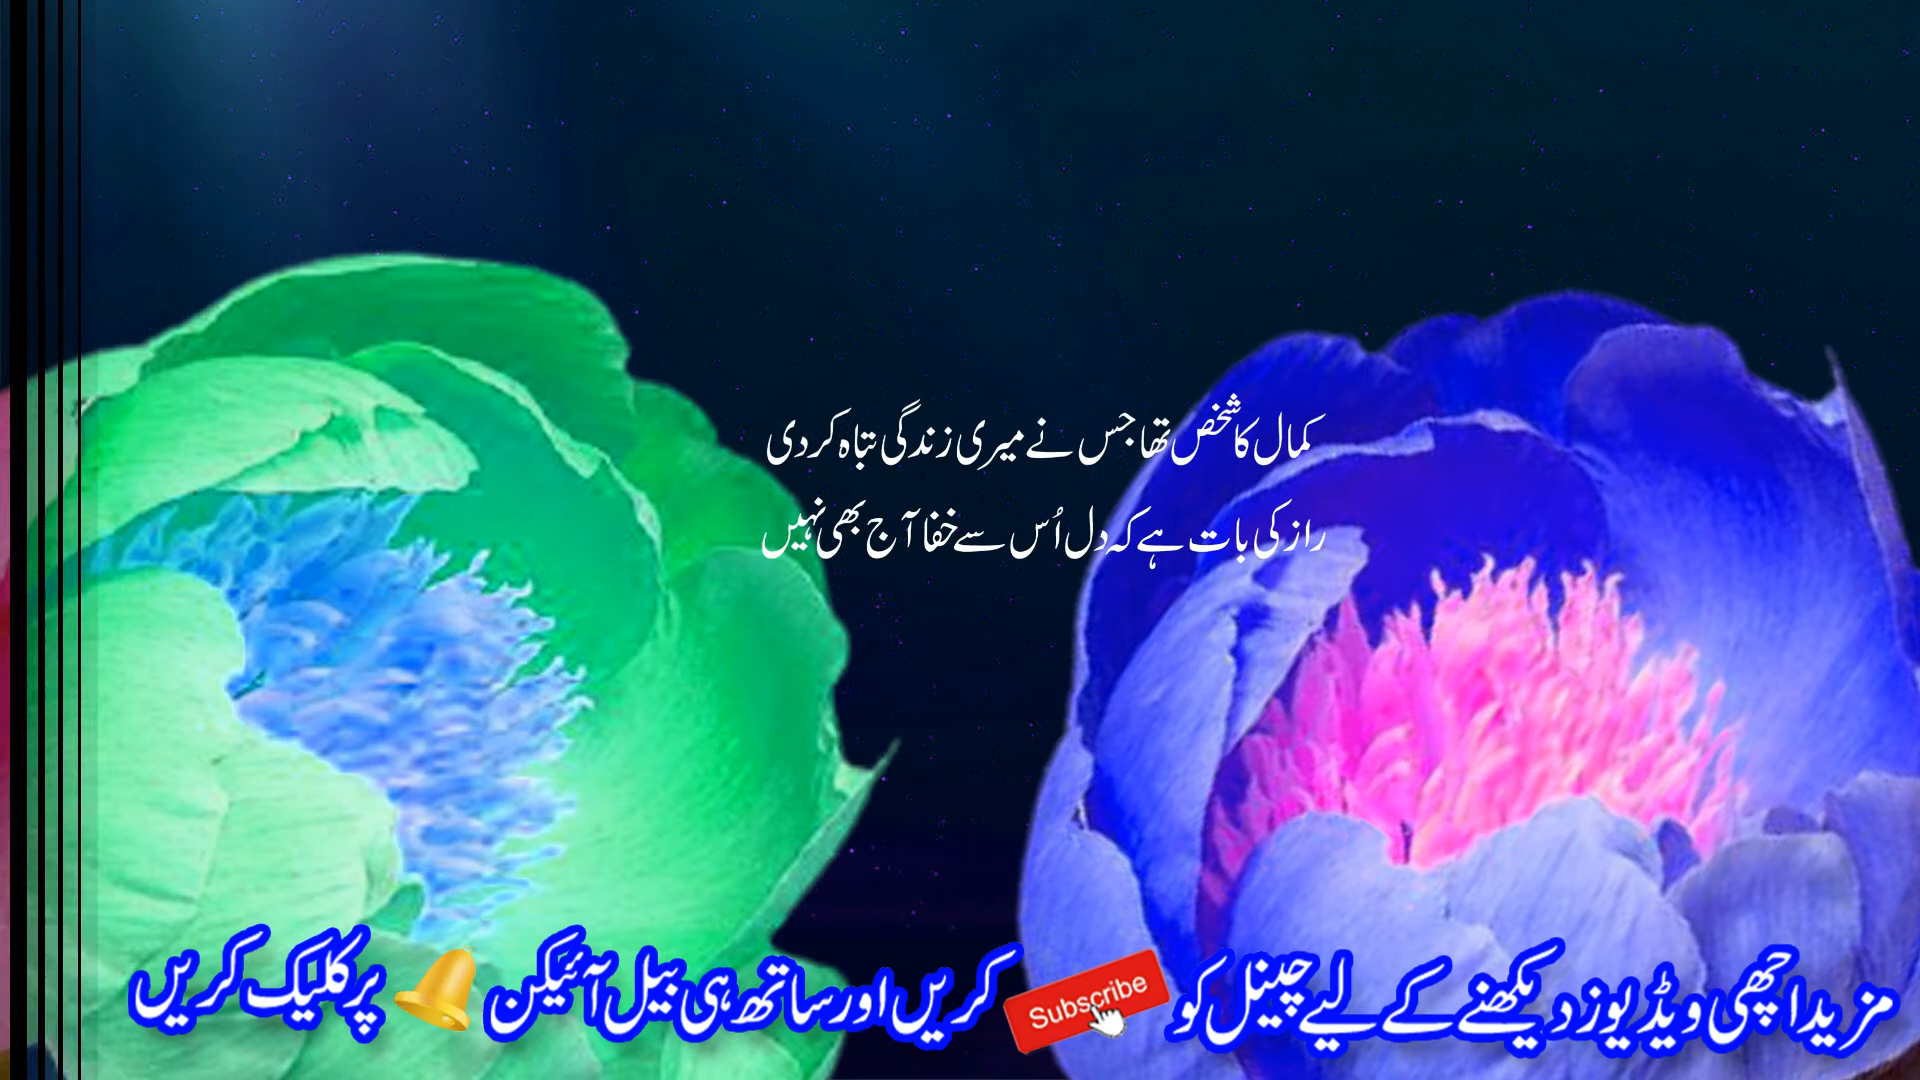 کمال کا شخص تھا جس نے میری زندگی تباہ کر دی
راز کی بات ہے کہ دل اُس سے خفا آج بھی نہیں
مزید اچھی ویڈیوز دیکھنے کے لیے چینل کو Subscribe کریں اور ساتھ ہی بیل آئیکن 🔔 پر کلیک کریں